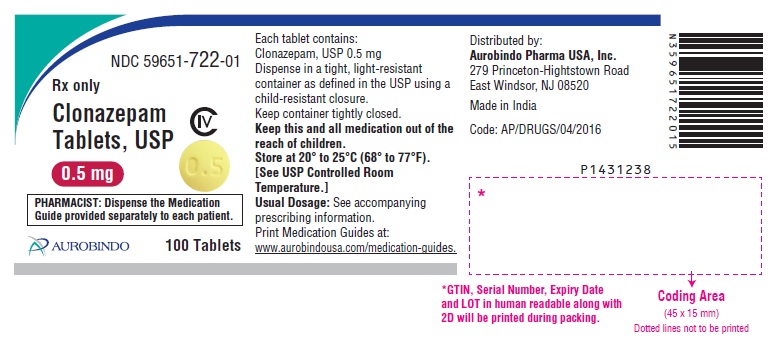 NDC 59651-722-01
Rx only
Clonazepam
Tablets, USP
CIV
0.5 mg
0.5
PHARMACIST: Dispense the Medication
Guide provided separately to each patient.
AUROBINDO
100 Tablets
Each tablet contains:
Clonazepam, USP 0.5 mg
Dispense in a tight, light-resistant
container as defined in the USP using a
child-resistant closure.
Keep container tightly closed.
Keep this and all medication out of the
reach of children.
Store at 20° to 25°C (68° to 77°F).
[See USP Controlled Room
Temperature.]
Usual Dosage: See accompanying
prescribing information.
Print Medication Guides at:
www.aurobindousa.com/medication-guides.
Distributed by:
Aurobindo Pharma USA, Inc.
279 Princeton-Hightstown Road
East Windsor, NJ 08520
Made in India
Code: AP/DRUGS/04/2016
N3596517722015
P1431238
*
*GTIN, Serial Number, Expiry Date
and LOT in human readable along with
2D will be printed during packing.
Coding Area
(45 x 15 mm)
Dotted lines not to be printed